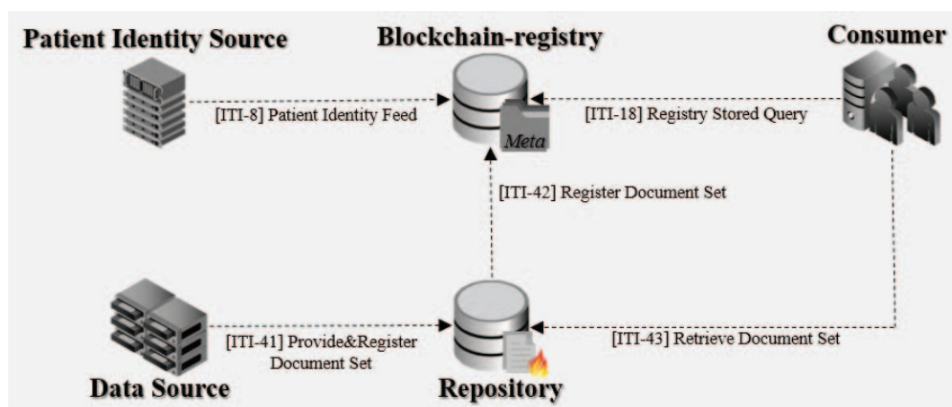 Patient Identity Source
Blockchain-registry
Consumer
[ITI-8] Patient Identity Feed
[ITI-18] Registry Stored Query
Meta
[ITI-42] Register Document Set
[ITI-41] Provide&Register
Document Set
[ITI-43] Retrieve Document Set
Data Source
Repository